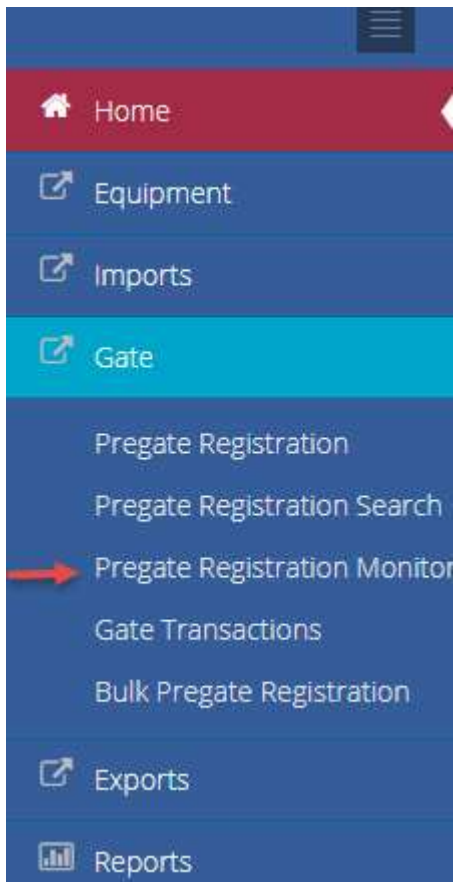 Home
Equipment
Imports
Gate
Pregate Registration
Pregate Registration Search
Pregate Registration Monitor
Gate Transactions
Bulk Pregate Registration
Exports
Reports